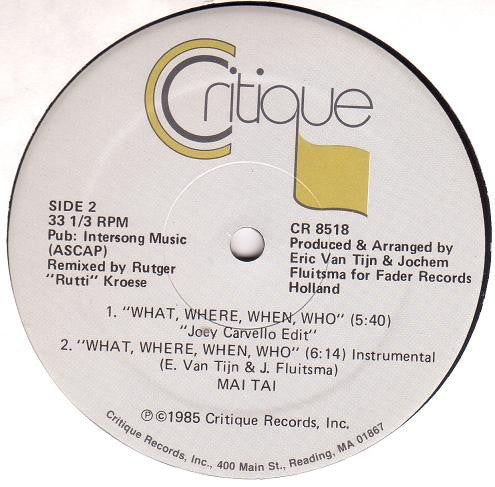 Critique
SIDE 2
33 1/3 RPM
Pub: Intersong Music
(ASCAP)
Remixed by Rutger
"Rutti" Kroese
CR 8518
Produced & Arranged by
Eric Van Tijn & Jochem
Fluitsma for Fader Records
Holland
1. "WHAT, WHERE, WHEN, WHO" (5:40)
"Joey Carvello Edit"
2. "WHAT, WHERE, WHEN, WHO" (6:14) Instrumental
(E. Van Tijn & J. Fluitsma)
MAI TAI
℗ ©1985 Critique Records, Inc.
Critique Records, Inc., 400 Main St., Reading, MA 01867